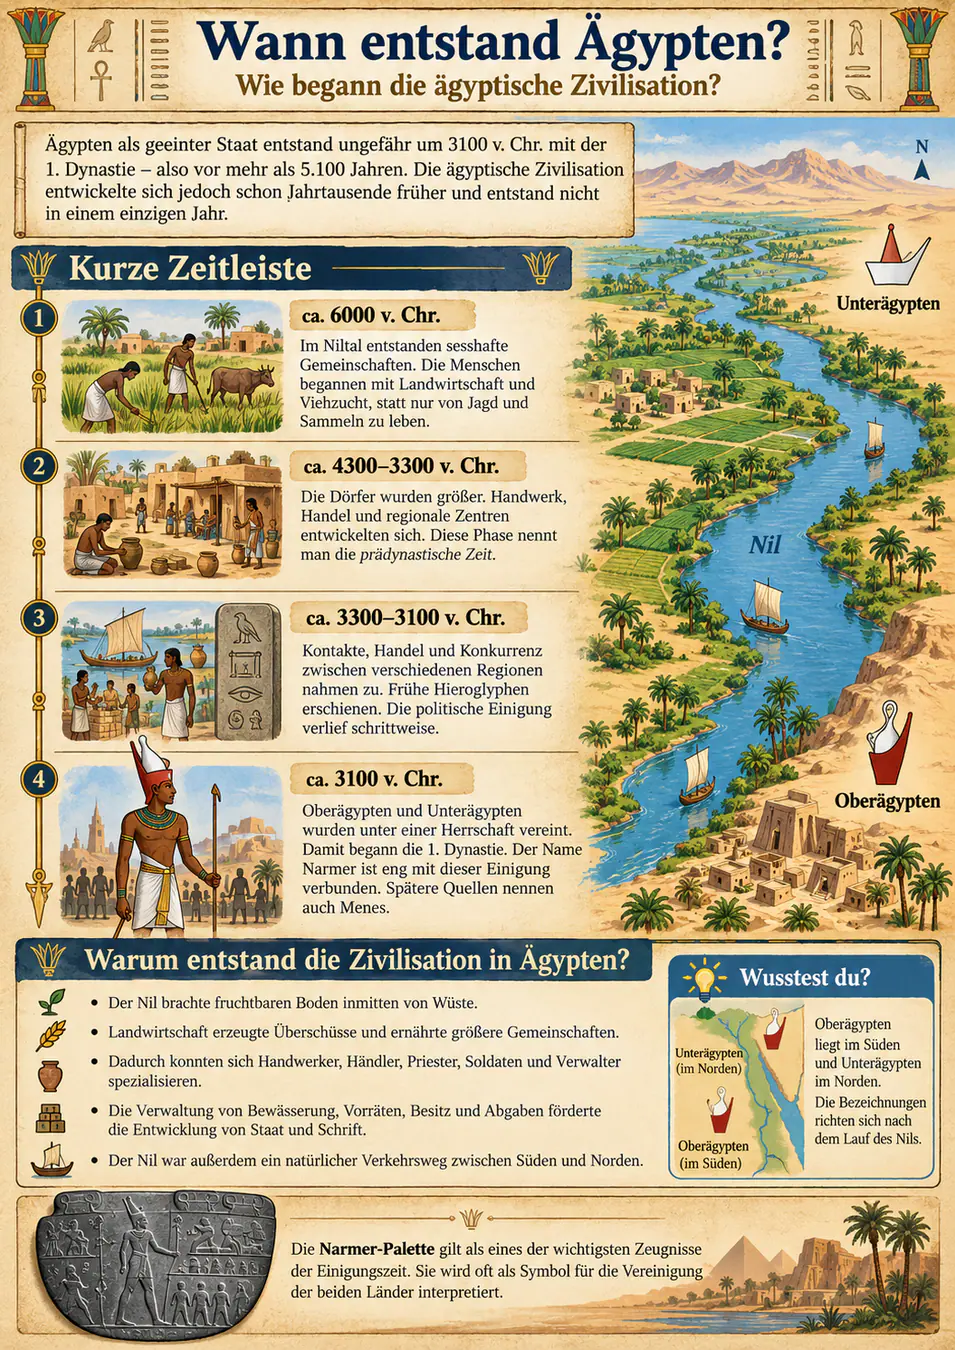 Wann entstand Ägypten?
Wie begann die ägyptische Zivilisation?
Ägypten als geeinter Staat entstand ungefähr um 3100 v. Chr. mit der
1. Dynastie – also vor mehr als 5.100 Jahren. Die ägyptische Zivilisation
entwickelte sich jedoch schon Jahrtausende früher und entstand nicht
in einem einzigen Jahr.
N
Unterägypten
Nil
Oberägypten
Kurze Zeitleiste
1
ca. 6000 v. Chr.
Im Niltal entstanden sesshafte
Gemeinschaften. Die Menschen
begannen mit Landwirtschaft und
Viehzucht, statt nur von Jagd und
Sammeln zu leben.
2
ca. 4300–3300 v. Chr.
Die Dörfer wurden größer. Handwerk,
Handel und regionale Zentren
entwickelten sich. Diese Phase nennt
man die prädynastische Zeit.
3
ca. 3300–3100 v. Chr.
Kontakte, Handel und Konkurrenz
zwischen verschiedenen Regionen
nahmen zu. Frühe Hieroglyphen
erschienen. Die politische Einigung
verlief schrittweise.
4
ca. 3100 v. Chr.
Oberägypten und Unterägypten
wurden unter einer Herrschaft vereint.
Damit begann die 1. Dynastie. Der Name
Narmer ist eng mit dieser Einigung
verbunden. Spätere Quellen nennen
auch Menes.
Warum entstand die Zivilisation in Ägypten?
• Der Nil brachte fruchtbaren Boden inmitten von Wüste.
• Landwirtschaft erzeugte Überschüsse und ernährte größere Gemeinschaften.
• Dadurch konnten sich Handwerker, Händler, Priester, Soldaten und Verwalter
spezialisieren.
• Die Verwaltung von Bewässerung, Vorräten, Besitz und Abgaben förderte
die Entwicklung von Staat und Schrift.
• Der Nil war außerdem ein natürlicher Verkehrsweg zwischen Süden und Norden.
Wusstest du?
Unterägypten
(im Norden)
Oberägypten
(im Süden)
Oberägypten
liegt im Süden
und Unterägypten
im Norden.
Die Bezeichnungen
richten sich nach
dem Lauf des Nils.
Die Narmer-Palette gilt als eines der wichtigsten Zeugnisse
der Einigungszeit. Sie wird oft als Symbol für die Vereinigung
der beiden Länder interpretiert.